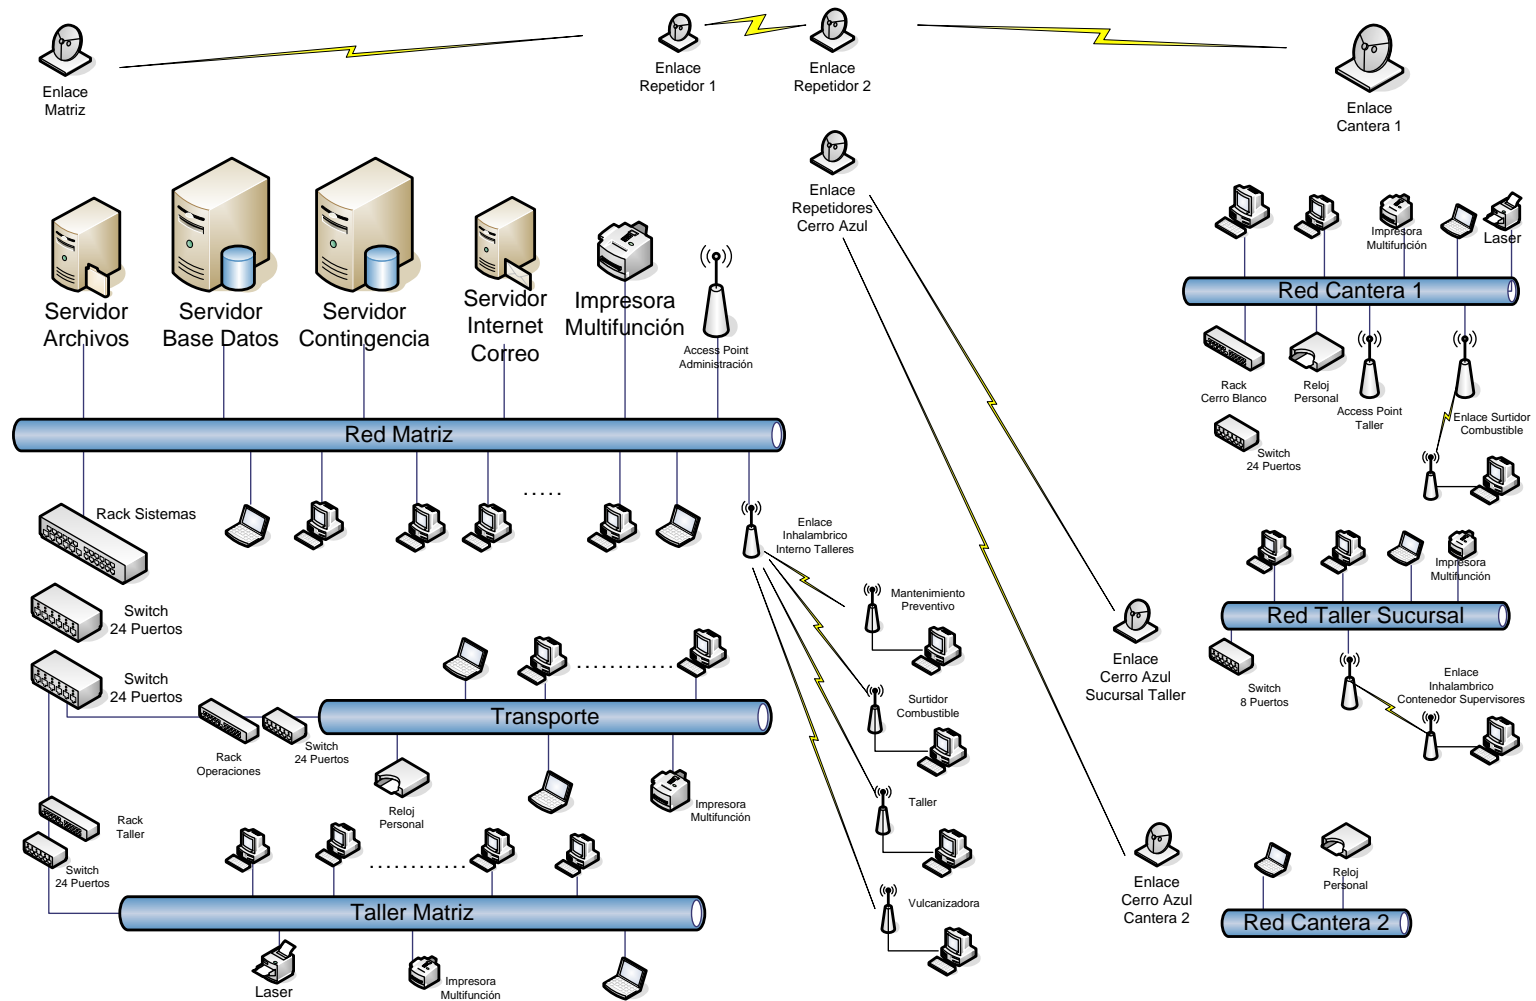 Enlace
Matriz
Enlace
Repetidor 1
Enlace
Repetidor 2
Enlace
Cantera 1
Enlace
Repetidores
Cerro Azul
Servidor
Archivos
Servidor
Base Datos
Servidor
Contingencia
Servidor
Internet
Correo
Impresora
Multifunción
Access Point
Administración
Red Matriz
Rack Sistemas
.....
Enlace
Inhalambrico
Interno Talleres
Switch
24 Puertos
Switch
24 Puertos
Rack
Operaciones
Switch
24 Puertos
.............
Transporte
Reloj
Personal
Impresora
Multifunción
Rack
Taller
Switch
24 Puertos
.............
Taller Matriz
Laser
Impresora
Multifunción
Mantenimiento
Preventivo
Surtidor
Combustible
Taller
Vulcanizadora
Impresora
Multifunción
Laser
Red Cantera 1
Rack
Cerro Blanco
Reloj
Personal
Access Point
Taller
Enlace Surtidor
Combustible
Switch
24 Puertos
Impresora
Multifunción
Red Taller Sucursal
Enlace
Cerro Azul
Sucursal Taller
Switch
8 Puertos
Enlace
Inhalambrico
Contenedor Supervisores
Enlace
Cerro Azul
Cantera 2
Reloj
Personal
Red Cantera 2